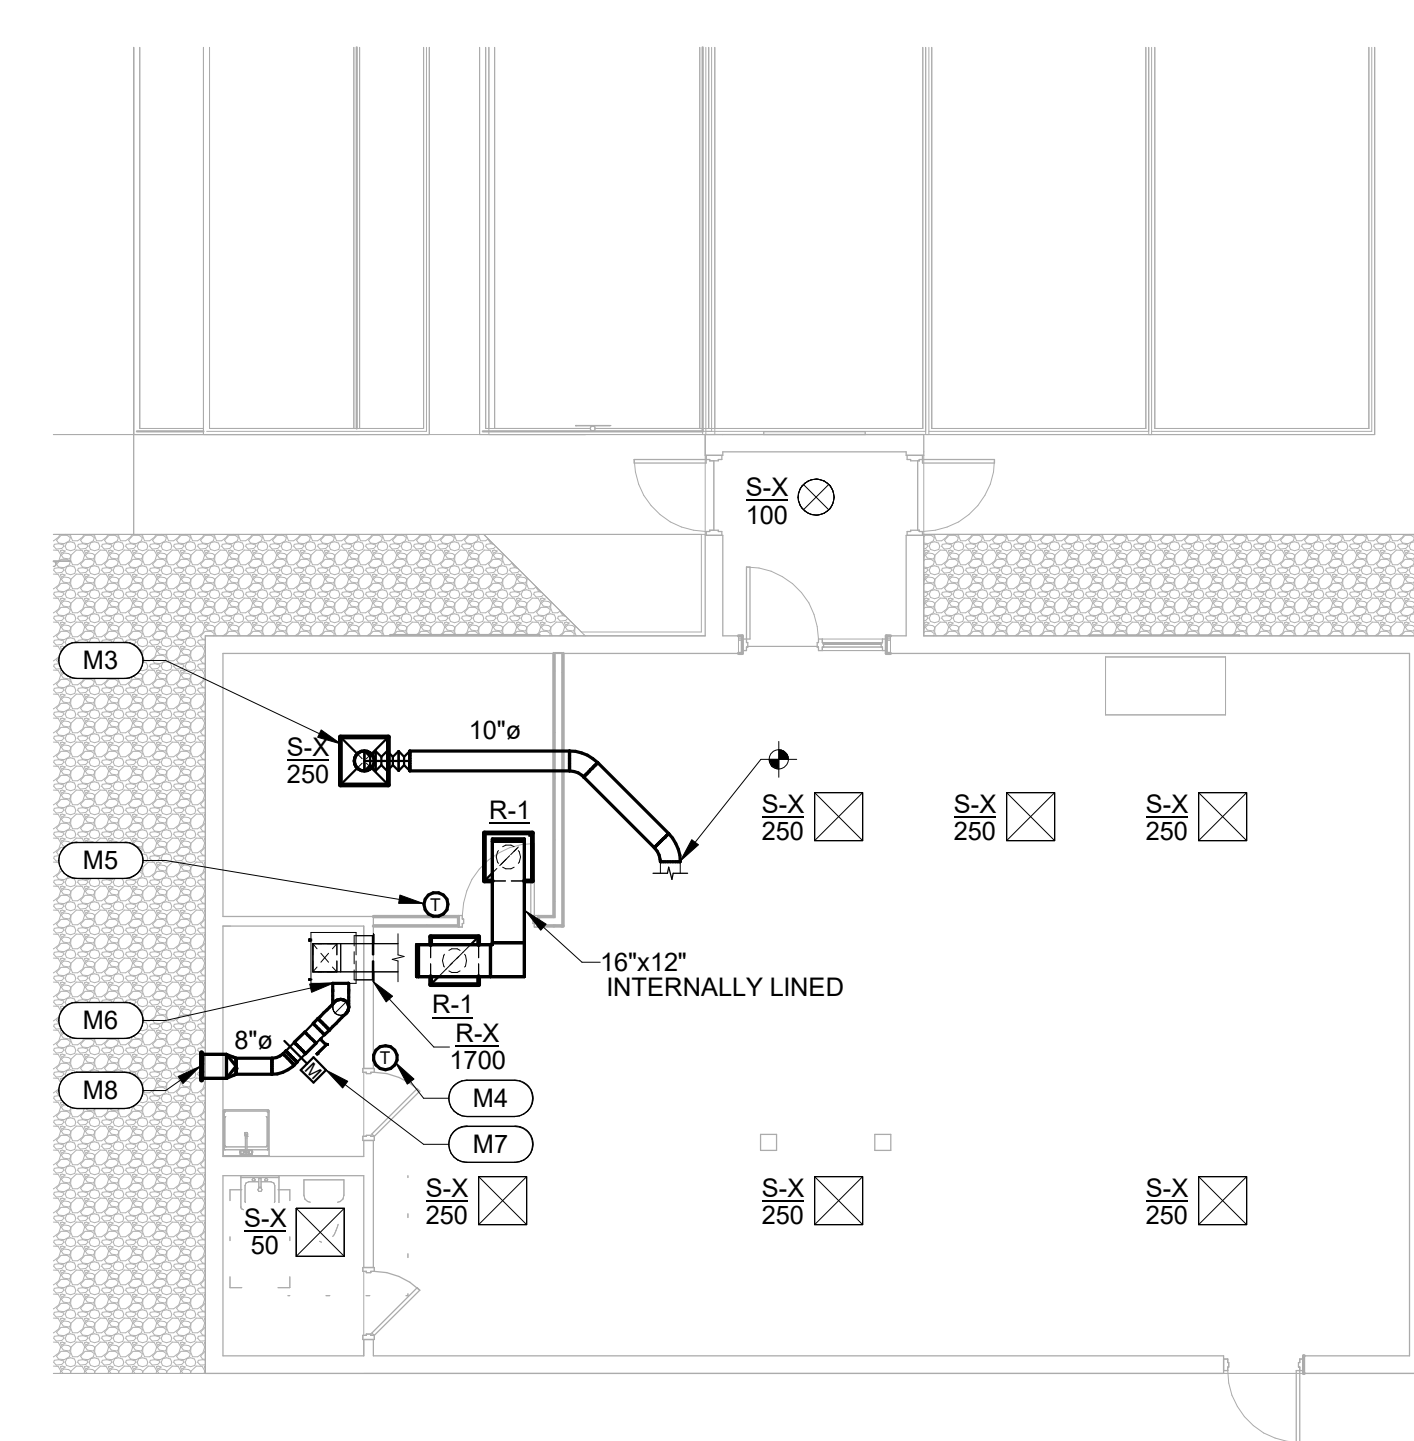 S-X
100
M3
10"ø
S-X
250
S-X
250
S-X
250
S-X
250
R-1
M5
T
16"x12"
INTERNALLY LINED
R-1
M6
R-X
1700
8"ø
T
M
M8
M4
M7
S-X
250
S-X
250
S-X
250
S-X
50